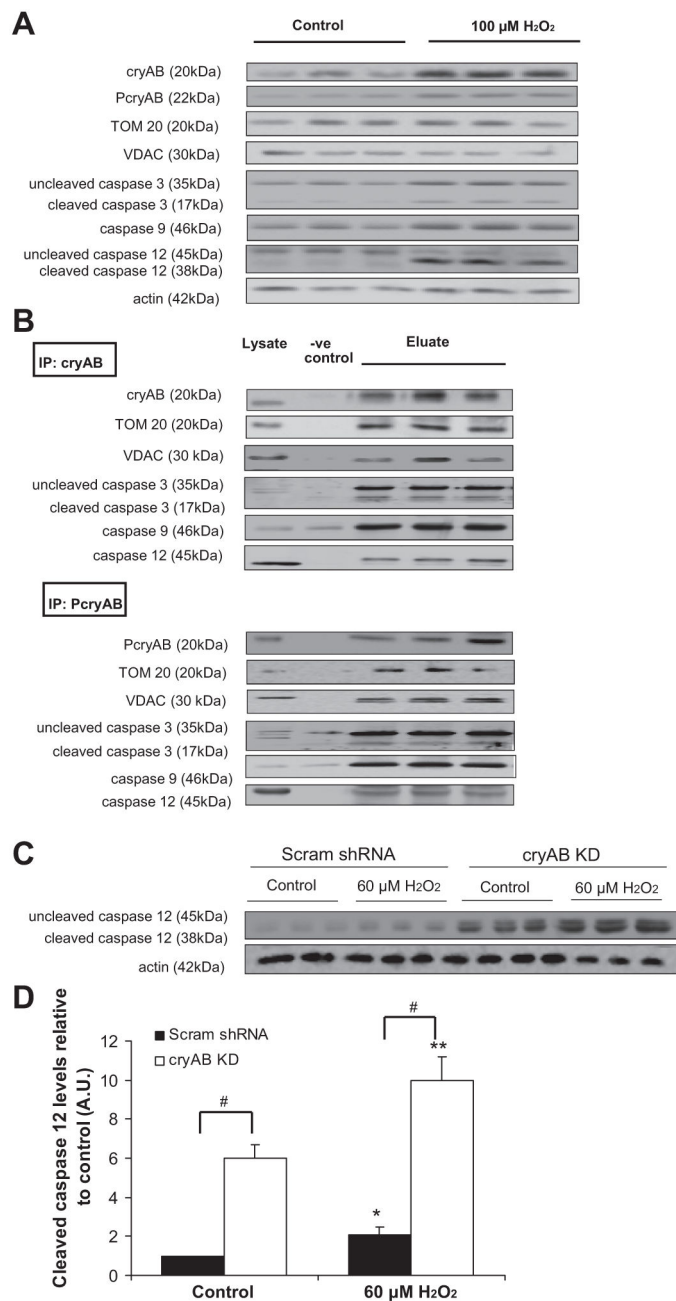 A
Control 100 µM H₂O₂
cryAB (20kDa)
PcryAB (22kDa)
TOM 20 (20kDa)
VDAC (30kDa)
uncleaved caspase 3 (35kDa)
cleaved caspase 3 (17kDa)
caspase 9 (46kDa)
uncleaved caspase 12 (45kDa)
cleaved caspase 12 (38kDa)
actin (42kDa)
B
IP: cryAB
Lysate -ve control Eluate
cryAB (20kDa)
TOM 20 (20kDa)
VDAC (30 kDa)
uncleaved caspase 3 (35kDa)
cleaved caspase 3 (17kDa)
caspase 9 (46kDa)
caspase 12 (45kDa)
IP: PcryAB
PcryAB (20kDa)
TOM 20 (20kDa)
VDAC (30 kDa)
uncleaved caspase 3 (35kDa)
cleaved caspase 3 (17kDa)
caspase 9 (46kDa)
caspase 12 (45kDa)
C
Scram shRNA cryAB KD
Control 60 µM H₂O₂ Control 60 µM H₂O₂
uncleaved caspase 12 (45kDa)
cleaved caspase 12 (38kDa)
actin (42kDa)
D
Cleaved caspase 12 levels relative
to control (A.U.)
Scram shRNA
cryAB KD
12
10
8
6
4
2
0
#
#
*
**
Control 60 µM H₂O₂